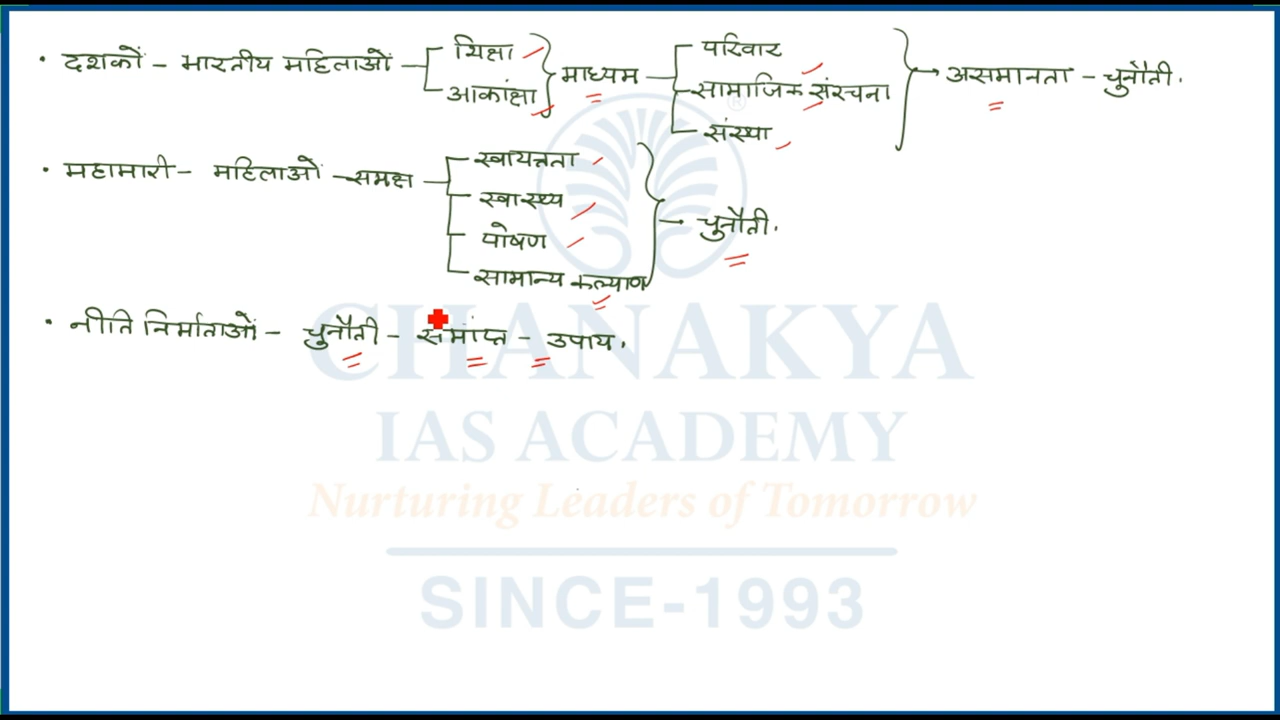 • दशकों – भारतीय महिलाओं – शिक्षा
आकांक्षा
माध्यम – परिवार
सामाजिक संरचना
संस्था
→ असमानता – चुनौती.
• महामारी – महिलाओं – समक्ष – स्वायत्तता
स्वास्थ्य
पोषण
सामान्य कल्याण
→ चुनौती.
• नीति निर्माताओं – चुनौती – समाप्त – उपाय.
®
CHANAKYA
IAS ACADEMY
Nurturing Leaders of Tomorrow
SINCE-1993